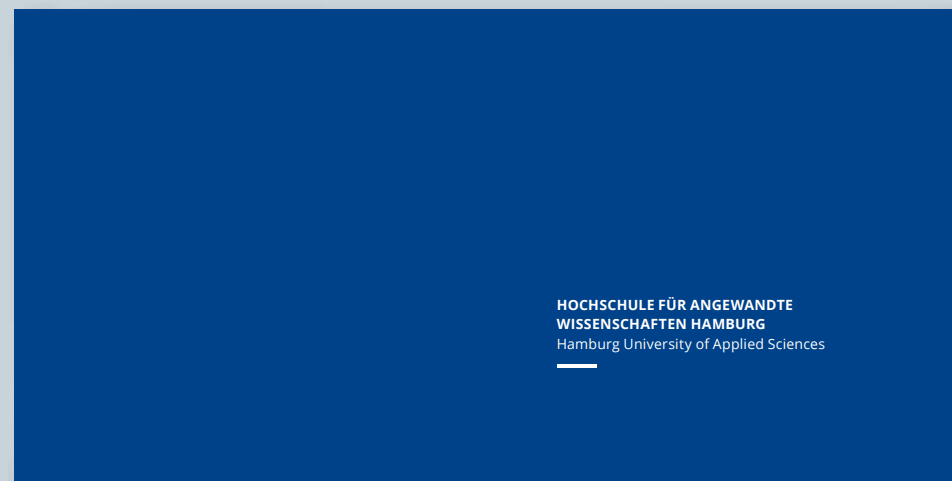 HOCHSCHULE FÜR ANGEWANDTE
WISSENSCHAFTEN HAMBURG
Hamburg University of Applied Sciences